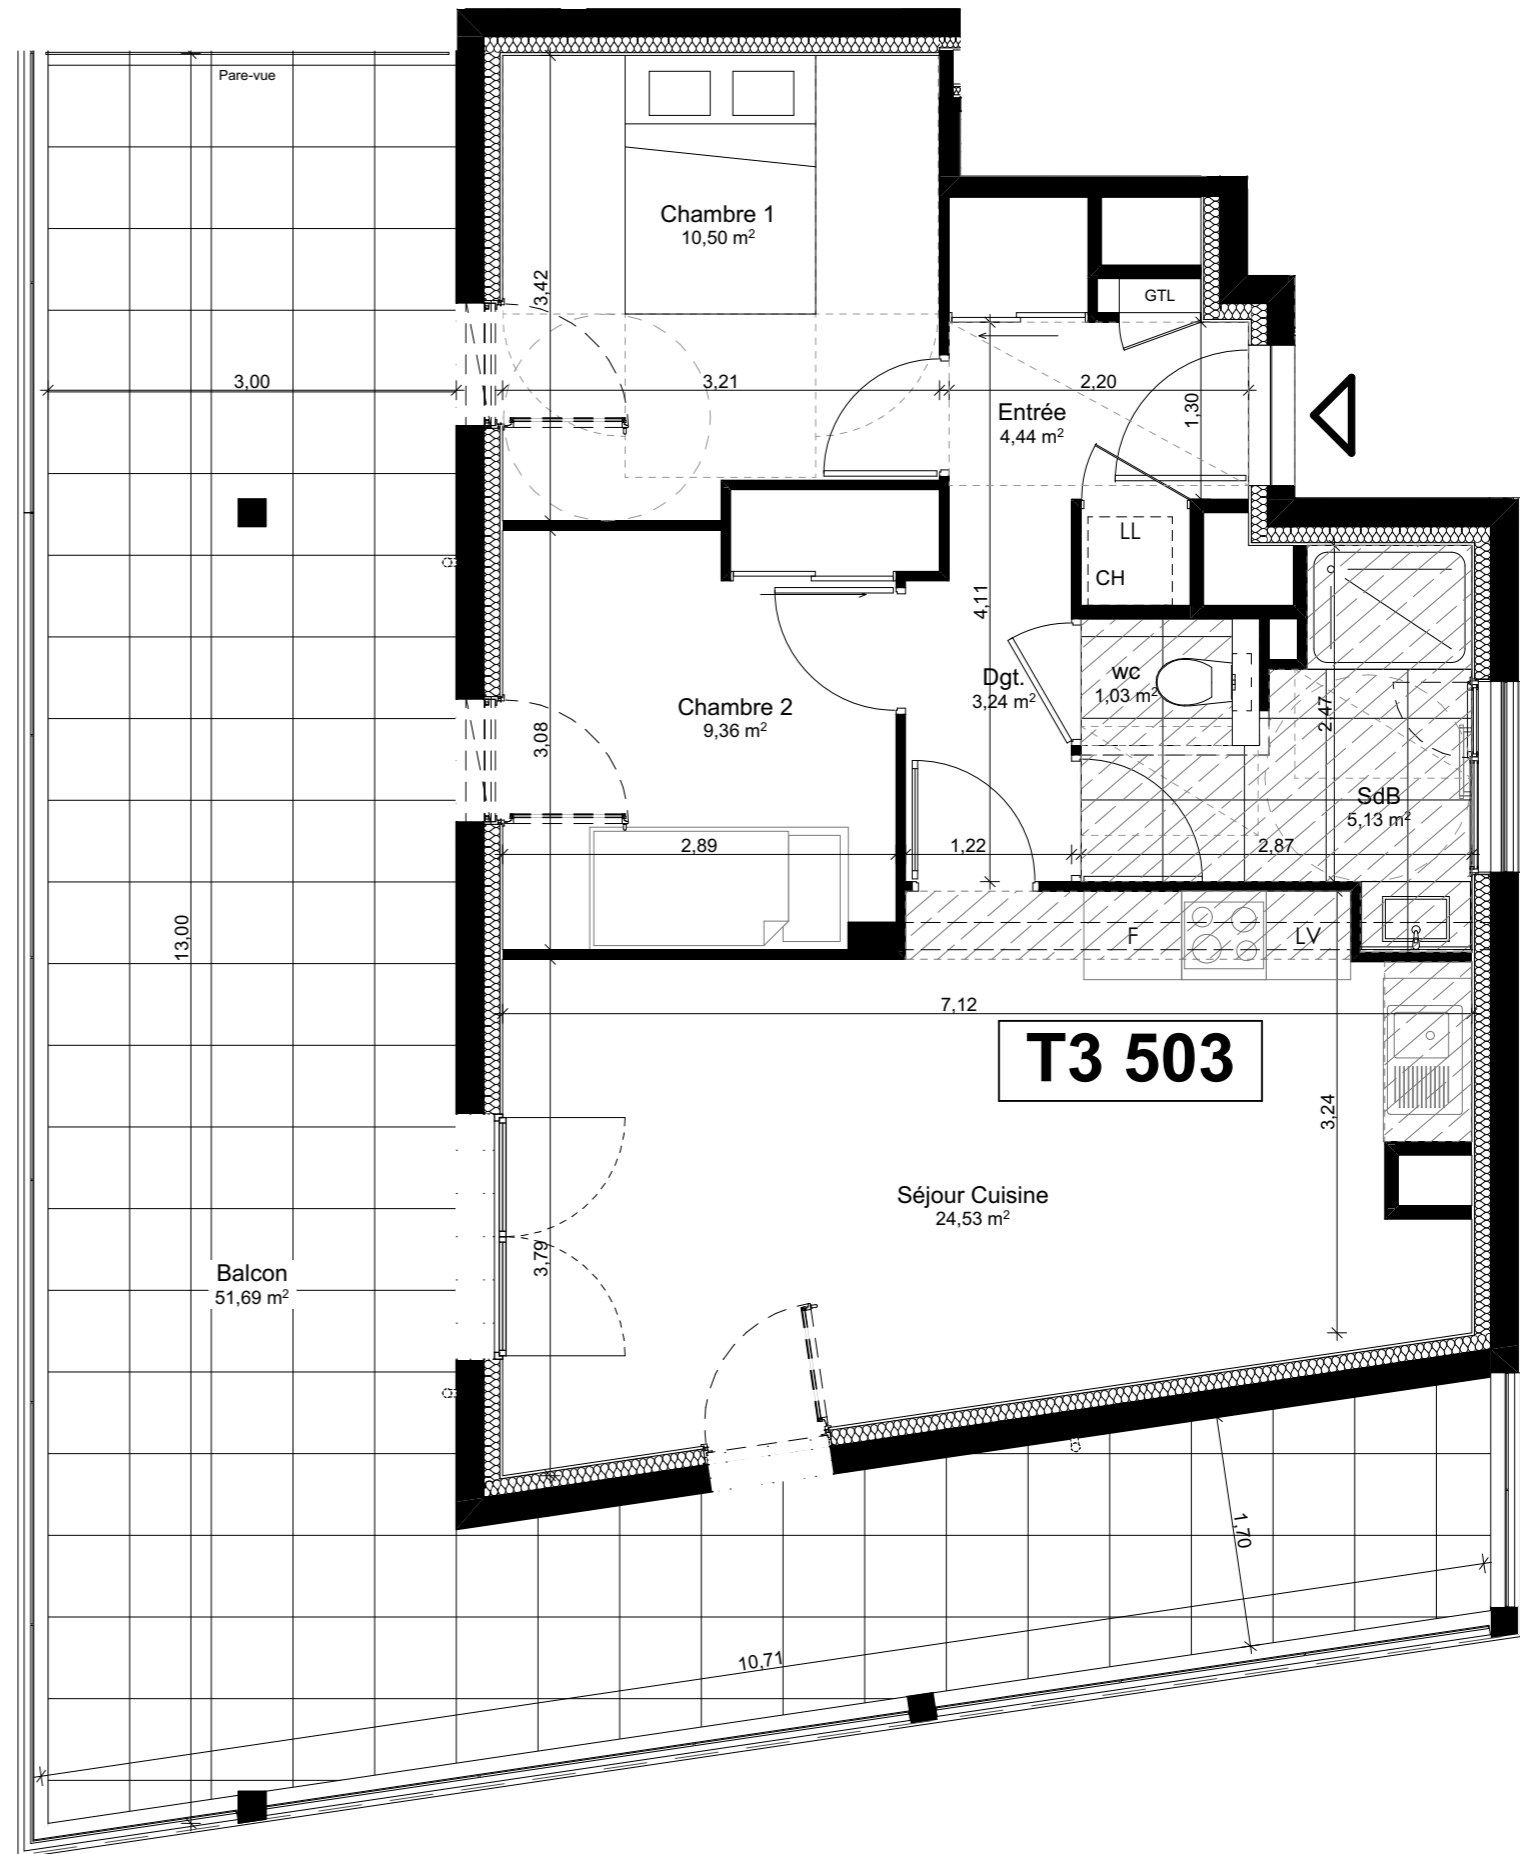 Pare-vue
Chambre 1
10,50 m²
3,42
GTL
3,00
3,21
2,20
Entrée
4,44 m²
1,30
LL
CH
4,11
Dgt.
3,24 m²
wc
1,03 m²
2,47
Chambre 2
9,36 m²
3,08
SdB
5,13 m²
2,89
1,22
2,87
13,00
F
LV
7,12
T3 503
3,24
Séjour Cuisine
24,53 m²
3,79
Balcon
51,69 m²
1,70
10,71